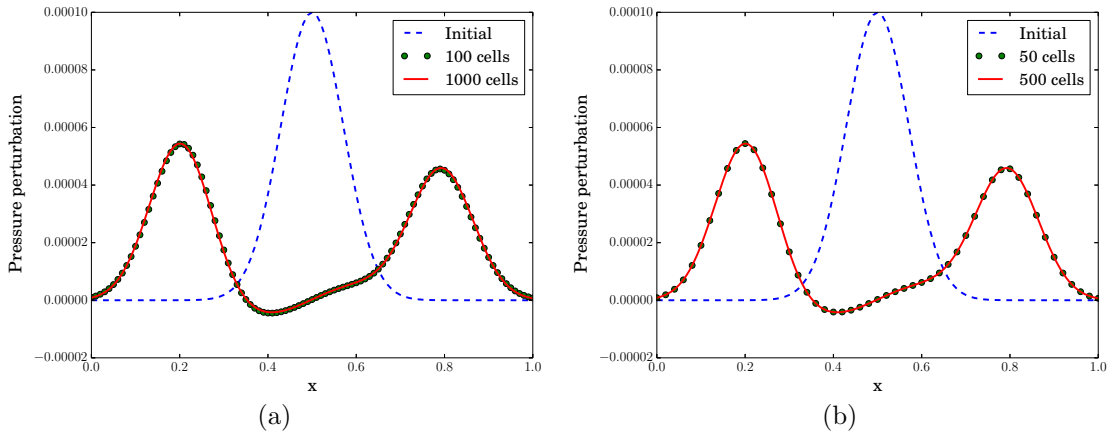 0.00010
0.00008
0.00006
0.00004
0.00002
0.00000
−0.00002
Pressure perturbation
0.0 0.2 0.4 0.6 0.8 1.0
x
Initial
100 cells
1000 cells
(a)
0.00010
0.00008
0.00006
0.00004
0.00002
0.00000
−0.00002
Pressure perturbation
0.0 0.2 0.4 0.6 0.8 1.0
x
Initial
50 cells
500 cells
(b)